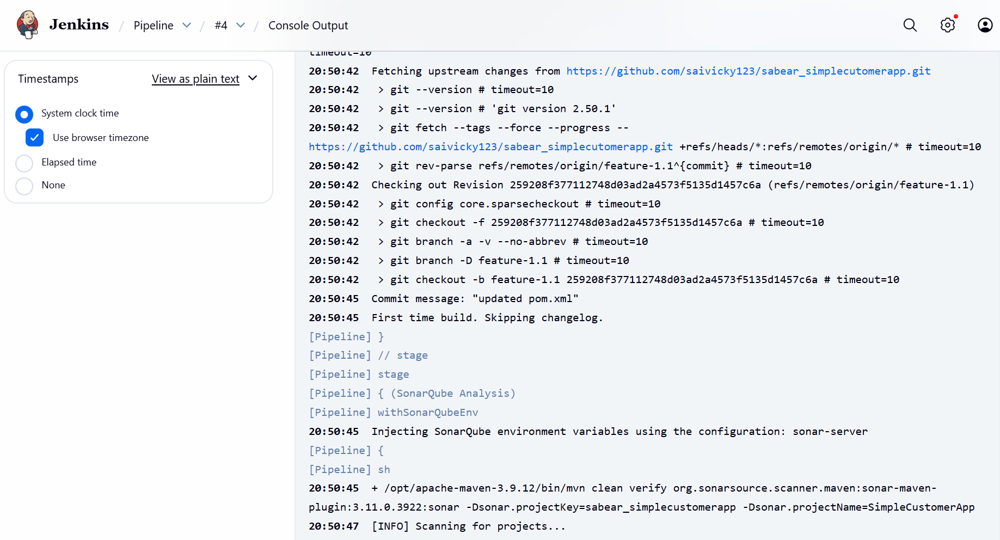 Jenkins / Pipeline / #4 / Console Output
Timestamps View as plain text
System clock time
Use browser timezone
Elapsed time
None
timeout=10
20:50:42 Fetching upstream changes from https://github.com/saivicky123/sabear_simplecutomerapp.git
20:50:42  > git --version # timeout=10
20:50:42  > git --version # 'git version 2.50.1'
20:50:42  > git fetch --tags --force --progress --
https://github.com/saivicky123/sabear_simplecutomerapp.git +refs/heads/*:refs/remotes/origin/* # timeout=10
20:50:42  > git rev-parse refs/remotes/origin/feature-1.1^{commit} # timeout=10
20:50:42 Checking out Revision 259208f377112748d03ad2a4573f5135d1457c6a (refs/remotes/origin/feature-1.1)
20:50:42  > git config core.sparsecheckout # timeout=10
20:50:42  > git checkout -f 259208f377112748d03ad2a4573f5135d1457c6a # timeout=10
20:50:42  > git branch -a -v --no-abbrev # timeout=10
20:50:42  > git branch -D feature-1.1 # timeout=10
20:50:42  > git checkout -b feature-1.1 259208f377112748d03ad2a4573f5135d1457c6a # timeout=10
20:50:45 Commit message: "updated pom.xml"
20:50:45 First time build. Skipping changelog.
[Pipeline] }
[Pipeline] // stage
[Pipeline] stage
[Pipeline] { (SonarQube Analysis)
[Pipeline] withSonarQubeEnv
20:50:45 Injecting SonarQube environment variables using the configuration: sonar-server
[Pipeline] {
[Pipeline] sh
20:50:45 + /opt/apache-maven-3.9.12/bin/mvn clean verify org.sonarsource.scanner.maven:sonar-maven-
plugin:3.11.0.3922:sonar -Dsonar.projectKey=sabear_simplecustomerapp -Dsonar.projectName=SimpleCustomerApp
20:50:47 [INFO] Scanning for projects...